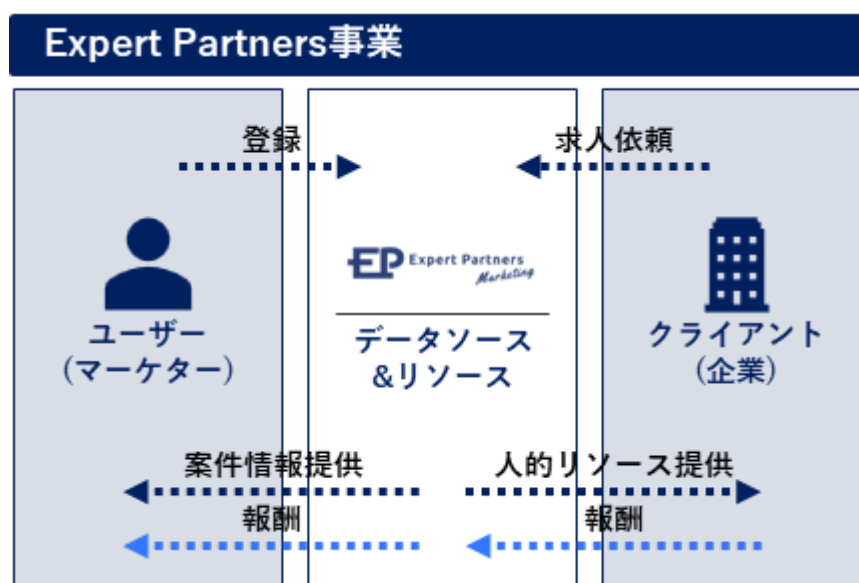 Expert Partners事業
登録
求人依頼
EP Expert Partners
Marketing
ユーザー
(マーケター)
データソース
&リソース
クライアント
(企業)
案件情報提供
人的リソース提供
報酬
報酬